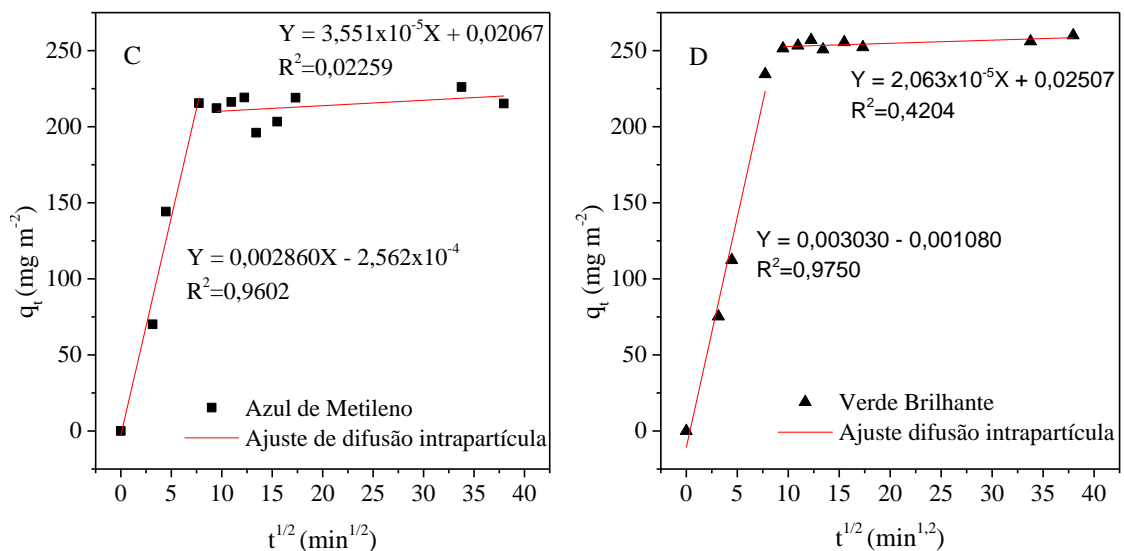 C
Y = 3,551x10⁻⁵X + 0,02067
R²=0,02259
Y = 0,002860X - 2,562x10⁻⁴
R²=0,9602
Azul de Metileno
Ajuste de difusão intrapartícula
250
200
150
100
50
0
qₜ (mg m⁻²)
0 5 10 15 20 25 30 35 40
t¹/² (min¹/²)
D
Y = 2,063x10⁻⁵X + 0,02507
R²=0,4204
Y = 0,003030 - 0,001080
R²=0,9750
Verde Brilhante
Ajuste difusão intrapartícula
250
200
150
100
50
0
qₜ (mg m⁻²)
0 5 10 15 20 25 30 35 40
t¹/² (min¹,²)